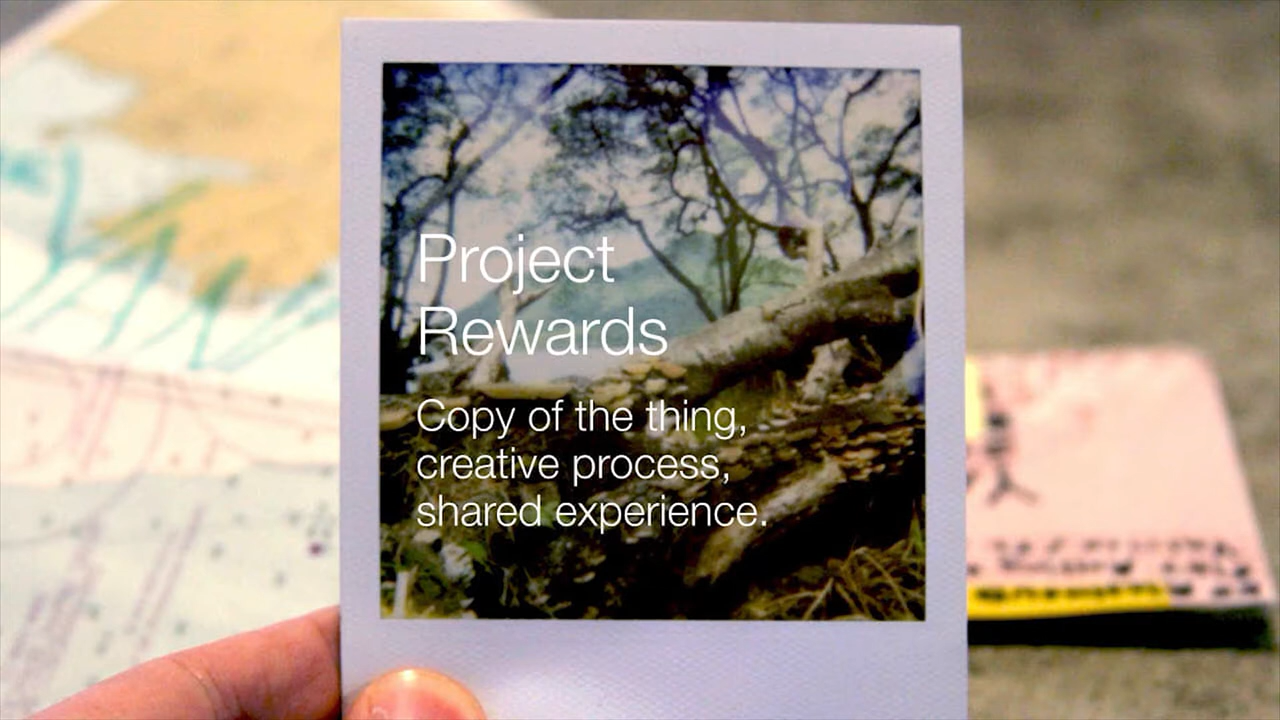 Project
Rewards
Copy of the thing,
creative process,
shared experience.